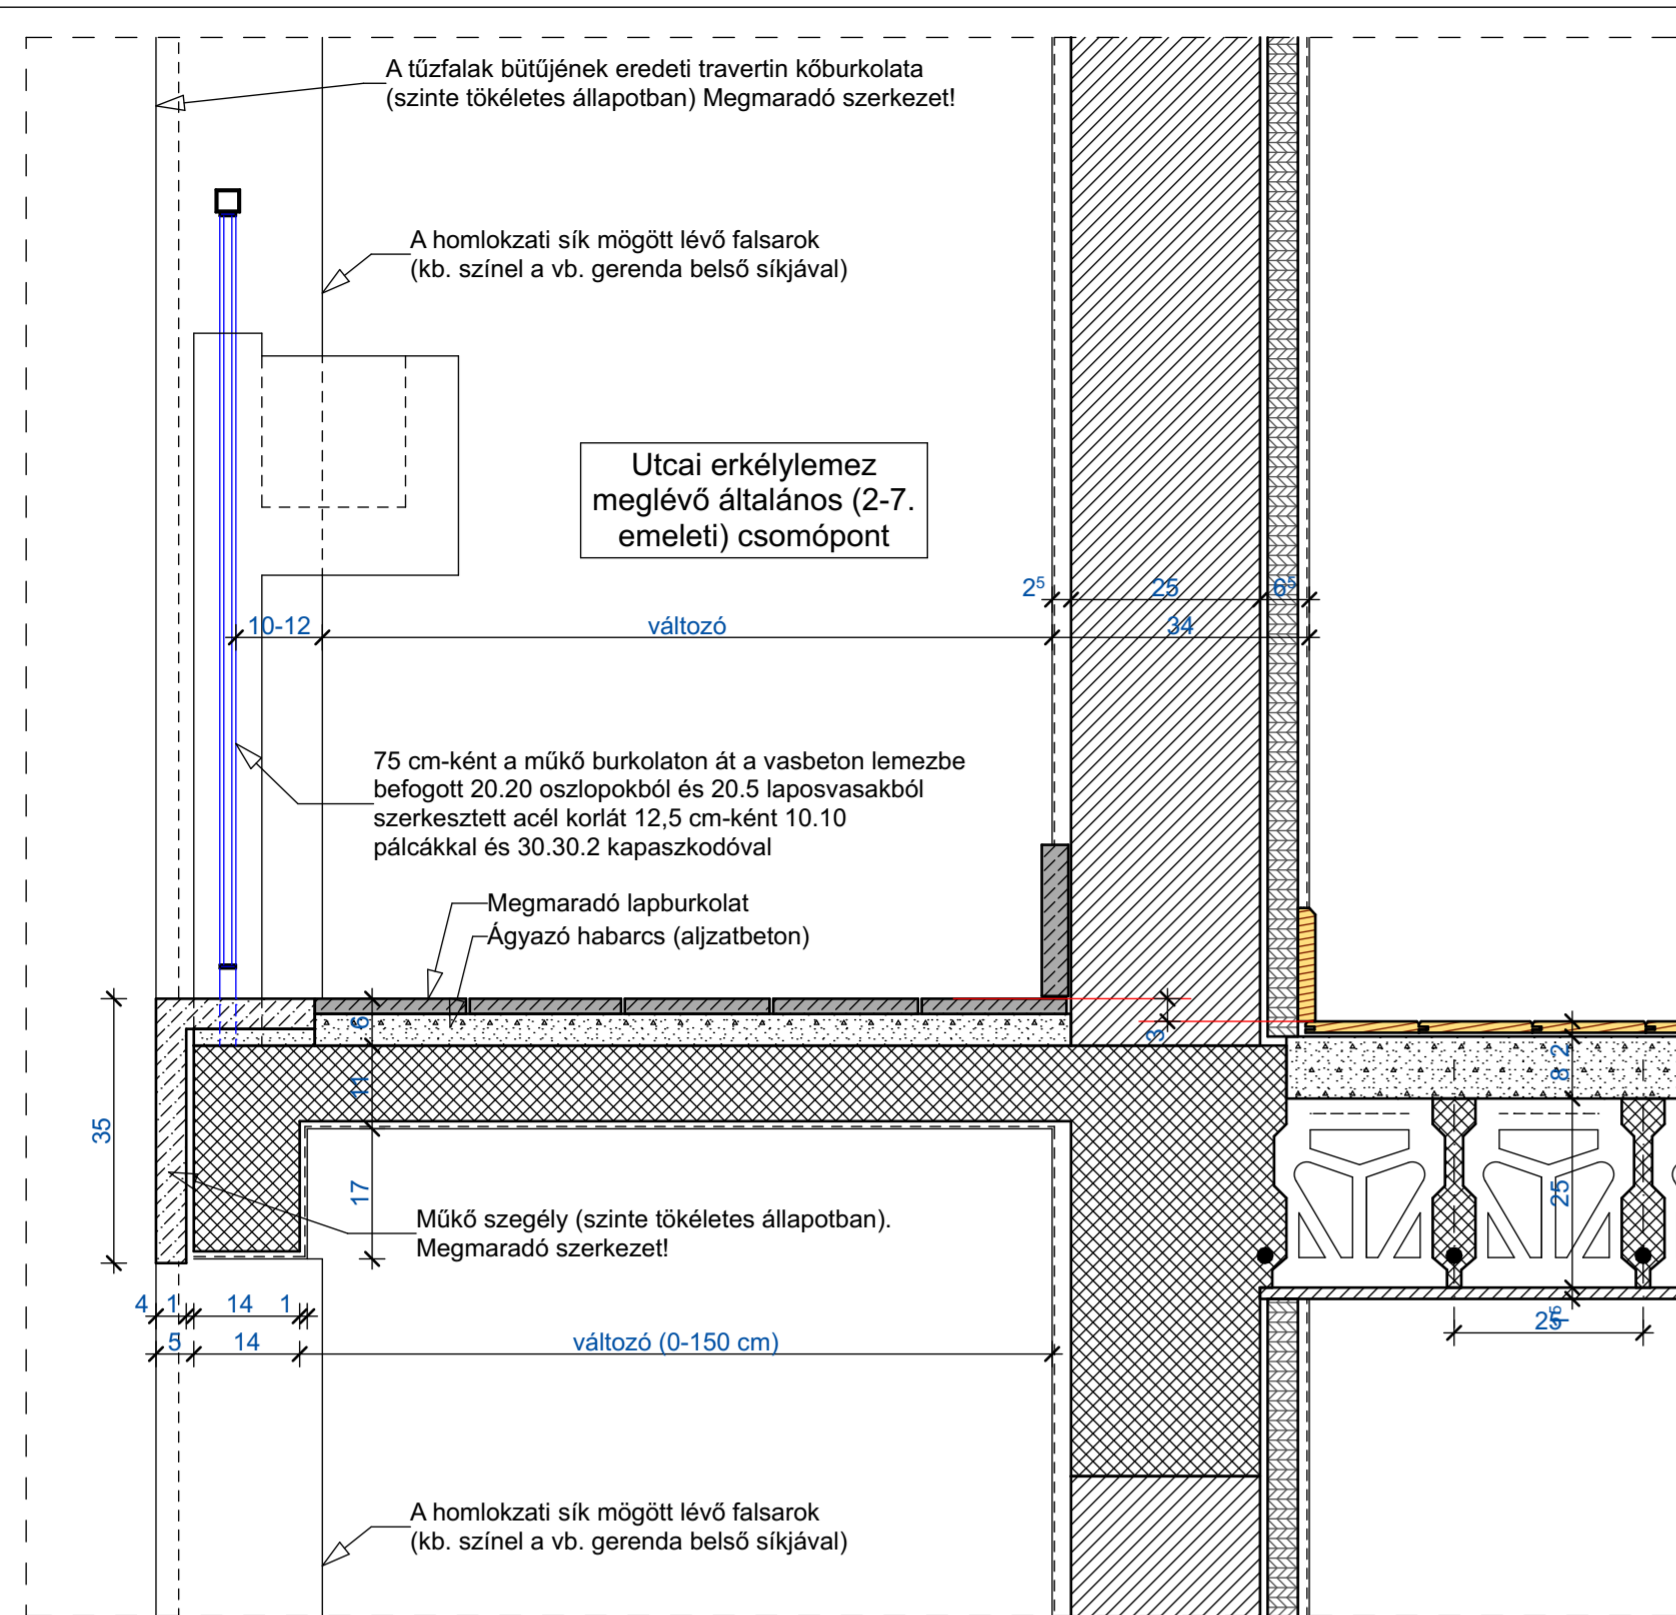 A tűzfalak bütűjének eredeti travertin kőburkolata
(szinte tökéletes állapotban) Megmaradó szerkezet!
A homlokzati sík mögött lévő falsarok
(kb. színel a vb. gerenda belső síkjával)
Utcai erkélylemez
meglévő általános (2-7.
emeleti) csomópont
2⁵ 25 6⁵
10-12 változó 34
75 cm-ként a műkő burkolaton át a vasbeton lemezbe
befogott 20.20 oszlopokból és 20.5 laposvasakból
szerkesztett acél korlát 12,5 cm-ként 10.10
pálcákkal és 30.30.2 kapaszkodóval
Megmaradó lapburkolat
Ágyazó habarcs (aljzatbeton)
6
3
2
8
11
35
17
25
Műkő szegély (szinte tökéletes állapotban).
Megmaradó szerkezet!
4 1 14 1
5 14 változó (0-150 cm)
25
A homlokzati sík mögött lévő falsarok
(kb. színel a vb. gerenda belső síkjával)